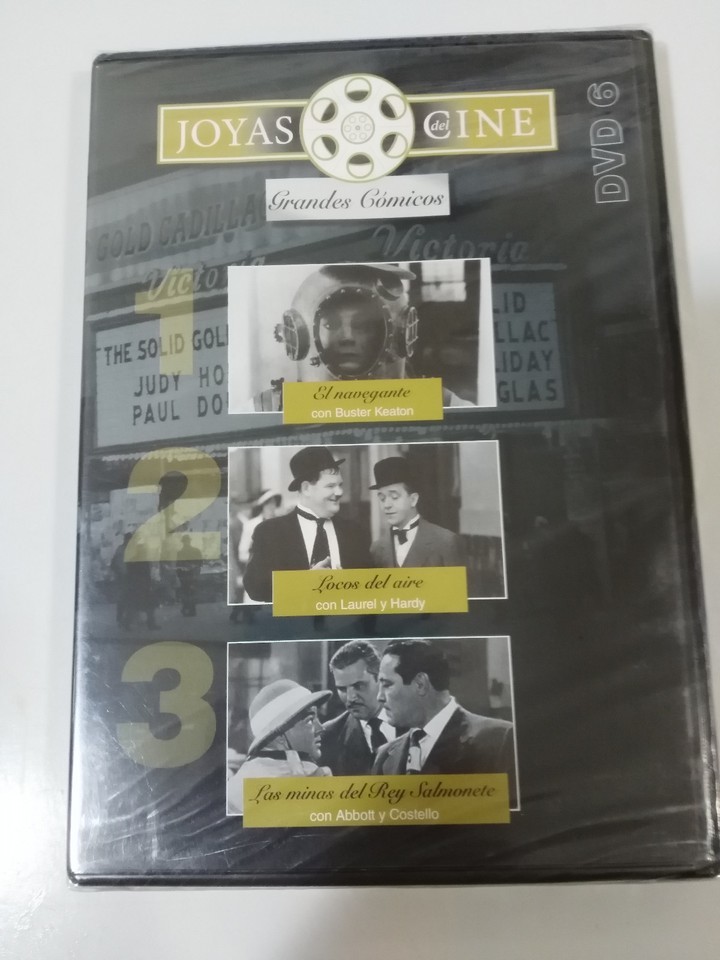 JOYAS del CINE
DVD 6
Grandes Cómicos
GOLD CADILLA
Victoria
Victoria
THE SOLID GOL
JUDY HO
PAUL DO
LID
LLAC
LIDAY
GLAS
1
El navegante
con Buster Keaton
2
Locos del aire
con Laurel y Hardy
3
Las minas del Rey Salmonete
con Abbott y Costello